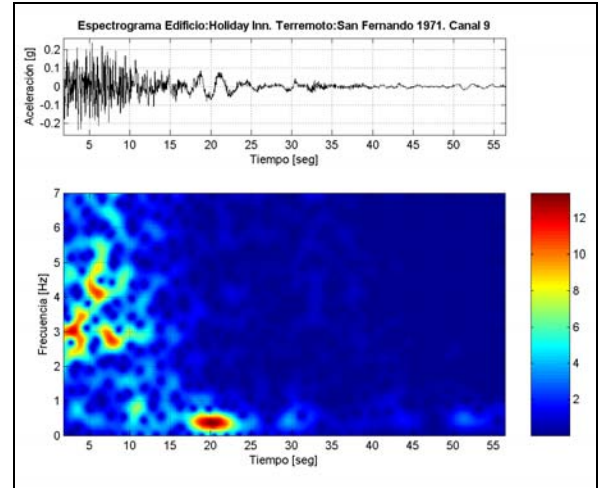 Espectrograma Edificio:Holiday Inn. Terremoto:San Fernando 1971. Canal 9
Aceleración [g]
0.2
0.1
0
-0.1
-0.2
5 10 15 20 25 30 35 40 45 50 55
Tiempo [seg]
Frecuencia [Hz]
7
6
5
4
3
2
1
0
5 10 15 20 25 30 35 40 45 50 55
Tiempo [seg]
12
10
8
6
4
2